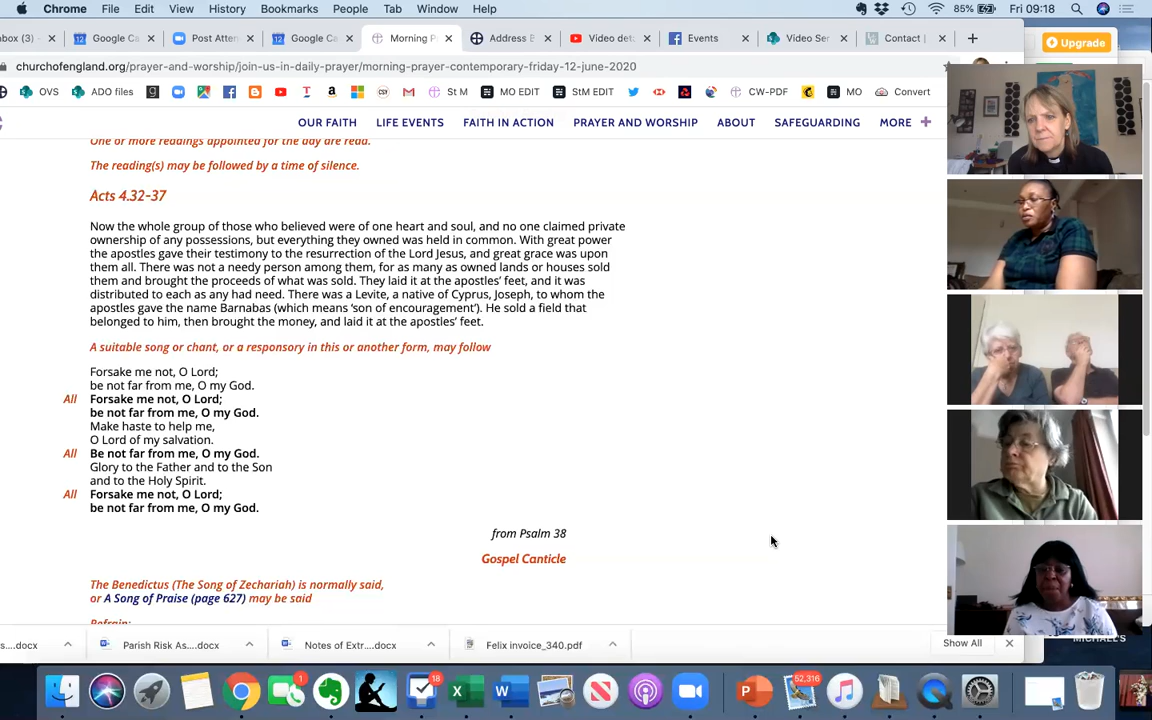 Chrome File Edit View History Bookmarks People Tab Window Help 85% Fri 09:18
nbox (3) Google Ca Post Atten Google Ca Morning P Address B Video det Events Video Ser Contact |
Upgrade
churchofengland.org/prayer-and-worship/join-us-in-daily-prayer/morning-prayer-contemporary-friday-12-june-2020
OVS ADO files St M MO EDIT StM EDIT CW-PDF MO Convert
OUR FAITH LIFE EVENTS FAITH IN ACTION PRAYER AND WORSHIP ABOUT SAFEGUARDING MORE +
One or more readings appointed for the day are read.
The reading(s) may be followed by a time of silence.
Acts 4.32-37
Now the whole group of those who believed were of one heart and soul, and no one claimed private
ownership of any possessions, but everything they owned was held in common. With great power
the apostles gave their testimony to the resurrection of the Lord Jesus, and great grace was upon
them all. There was not a needy person among them, for as many as owned lands or houses sold
them and brought the proceeds of what was sold. They laid it at the apostles’ feet, and it was
distributed to each as any had need. There was a Levite, a native of Cyprus, Joseph, to whom the
apostles gave the name Barnabas (which means ‘son of encouragement’). He sold a field that
belonged to him, then brought the money, and laid it at the apostles’ feet.
A suitable song or chant, or a responsory in this or another form, may follow
Forsake me not, O Lord;
be not far from me, O my God.
All Forsake me not, O Lord;
be not far from me, O my God.
Make haste to help me,
O Lord of my salvation.
All Be not far from me, O my God.
Glory to the Father and to the Son
and to the Holy Spirit.
All Forsake me not, O Lord;
be not far from me, O my God.
from Psalm 38
Gospel Canticle
The Benedictus (The Song of Zechariah) is normally said,
or A Song of Praise (page 627) may be said
Refrain:
s....docx Parish Risk As....docx Notes of Extr....docx Felix invoice_340.pdf Show All
MICHAEL'S
1 18 52,316